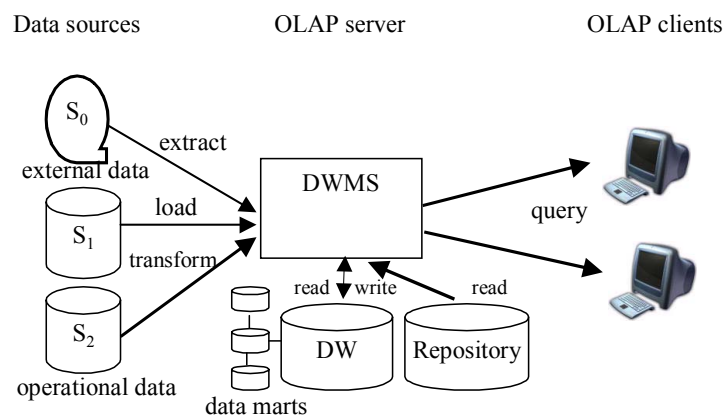 Data sources
OLAP server
OLAP clients
S0
extract
external data
DWMS
load
query
S1
transform
read
write
read
S2
DW
Repository
operational data
data marts